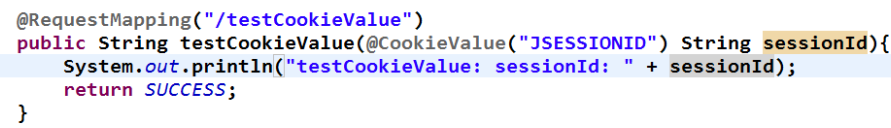 @RequestMapping("/testCookieValue")
public String testCookieValue(@CookieValue("JSESSIONID") String sessionId){
System.out.println("testCookieValue: sessionId: " + sessionId);
return SUCCESS;
}